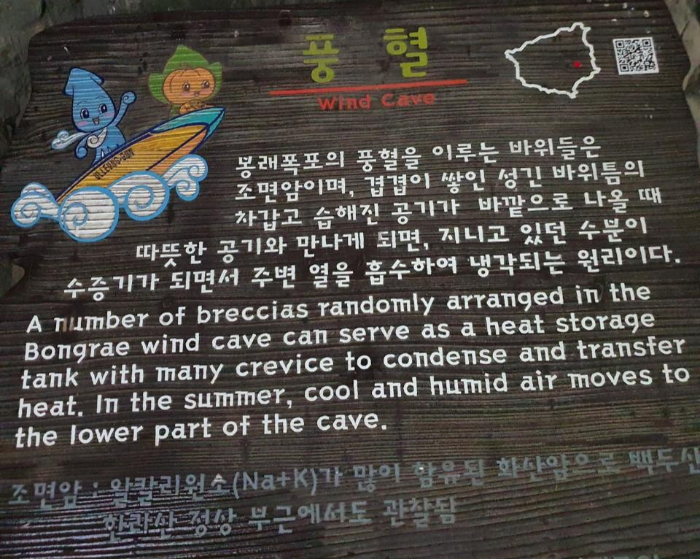 풍 혈
Wind Cave
봉래폭포의 풍혈을 이루는 바위들은
조면암이며, 겹겹이 쌓인 성긴 바위틈의
차갑고 습해진 공기가 바깥으로 나올 때
따뜻한 공기와 만나게 되면, 지니고 있던 수분이
수증기가 되면서 주변 열을 흡수하여 냉각되는 원리이다.
A number of breccias randomly arranged in the
Bongrae wind cave can serve as a heat storage
tank with many crevice to condense and transfer
heat. In the summer, cool and humid air moves to
the lower part of the cave.
조면암 : 알칼리원소(Na+K)가 많이 함유된 화산암으로 백두산
한라산 정상 부근에서도 관찰됨